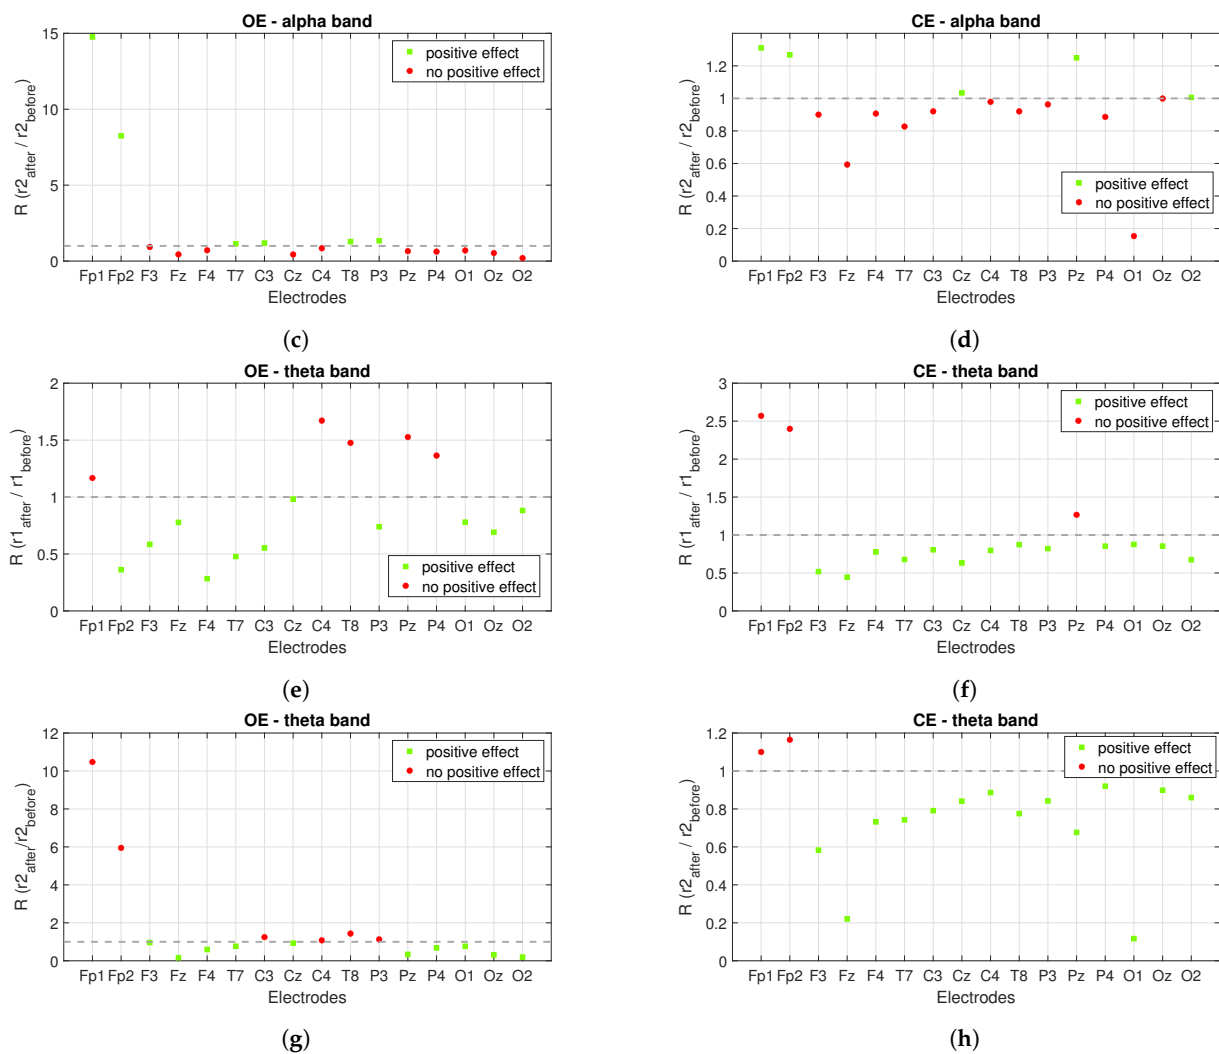 OE - alpha band
15
10
5
0
R (r2after / r2before)
positive effect
no positive effect
Fp1 Fp2 F3 Fz F4 T7 C3 Cz C4 T8 P3 Pz P4 O1 Oz O2
Electrodes
(c)
CE - alpha band
1.2
1
0.8
0.6
0.4
0.2
0
R (r2after / r2before)
positive effect
no positive effect
Fp1 Fp2 F3 Fz F4 T7 C3 Cz C4 T8 P3 Pz P4 O1 Oz O2
Electrodes
(d)
OE - theta band
2
1.5
1
0.5
0
R (r1after / r1before)
positive effect
no positive effect
Fp1 Fp2 F3 Fz F4 T7 C3 Cz C4 T8 P3 Pz P4 O1 Oz O2
Electrodes
(e)
CE - theta band
3
2.5
2
1.5
1
0.5
0
R (r1after / r1before)
positive effect
no positive effect
Fp1 Fp2 F3 Fz F4 T7 C3 Cz C4 T8 P3 Pz P4 O1 Oz O2
Electrodes
(f)
OE - theta band
12
10
8
6
4
2
0
R (r2after/r2before)
positive effect
no positive effect
Fp1 Fp2 F3 Fz F4 T7 C3 Cz C4 T8 P3 Pz P4 O1 Oz O2
Electrodes
(g)
CE - theta band
1.2
1
0.8
0.6
0.4
0.2
0
R (r2after / r2before)
positive effect
no positive effect
Fp1 Fp2 F3 Fz F4 T7 C3 Cz C4 T8 P3 Pz P4 O1 Oz O2
Electrodes
(h)